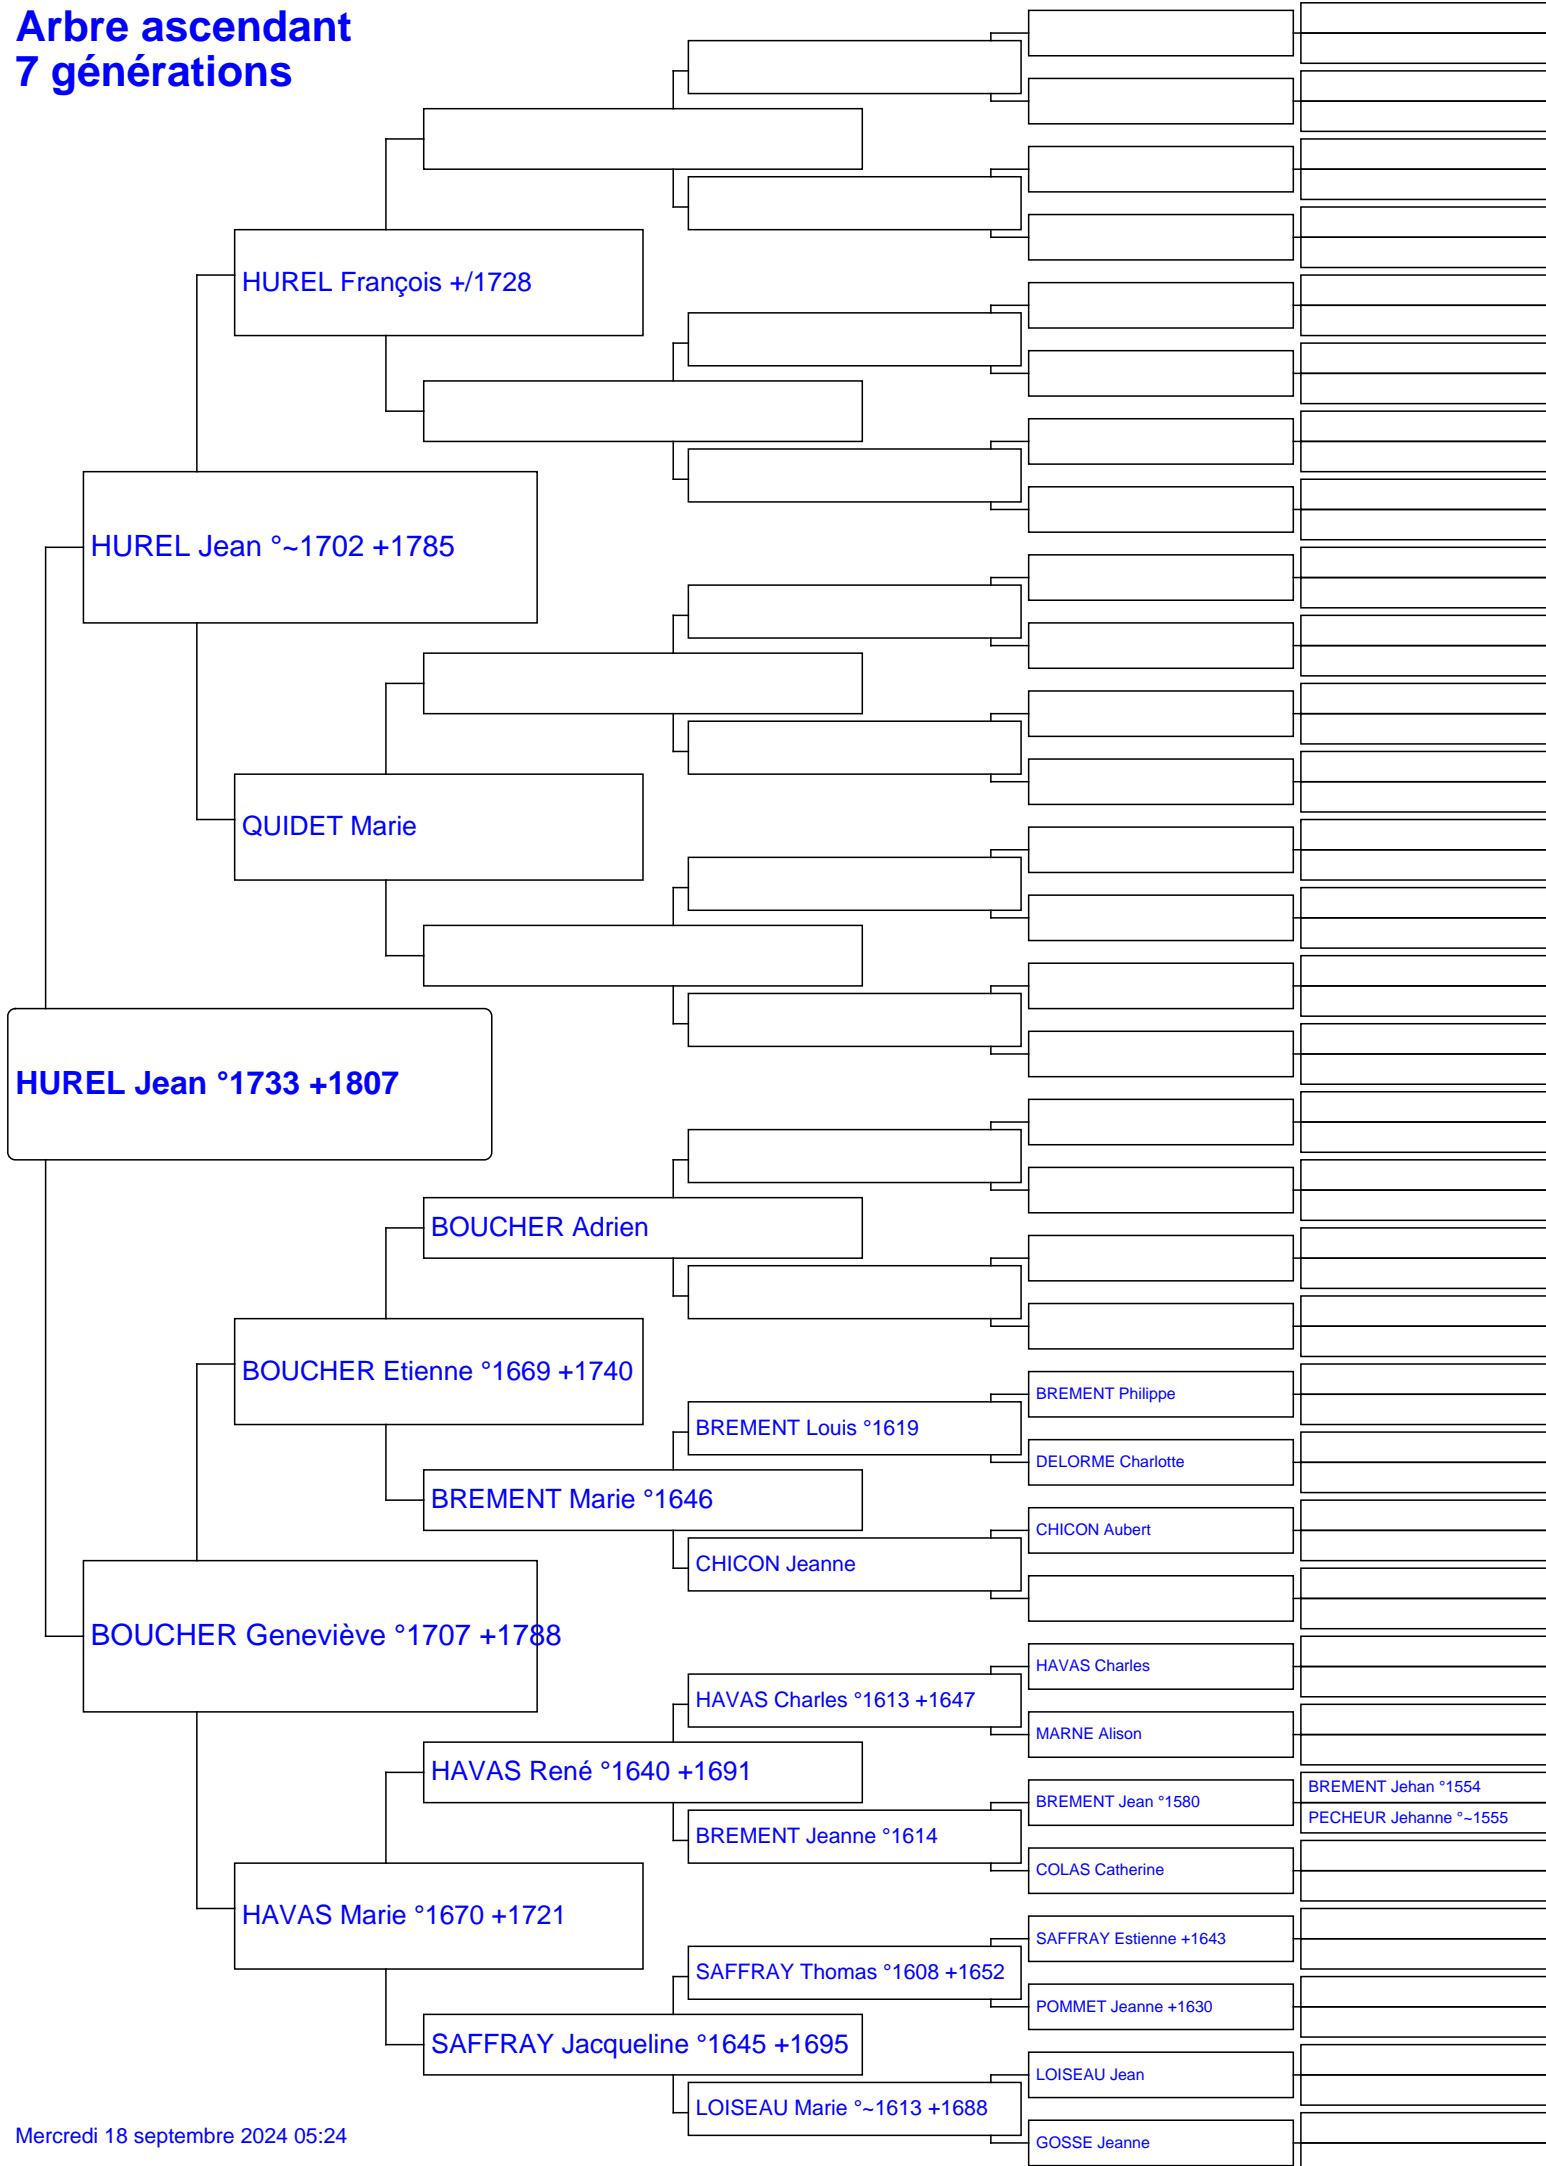 Arbre ascendant
7 générations
HUREL François +/1728
HUREL Jean °~1702 +1785
QUIDET Marie
HUREL Jean °1733 +1807
BOUCHER Adrien
BOUCHER Etienne °1669 +1740
BREMENT Philippe
BREMENT Louis °1619
DELORME Charlotte
BREMENT Marie °1646
CHICON Aubert
CHICON Jeanne
BOUCHER Geneviève °1707 +1788
HAVAS Charles
HAVAS Charles °1613 +1647
MARNE Alison
HAVAS René °1640 +1691
BREMENT Jehan °1554
BREMENT Jean °1580
PECHEUR Jehanne °~1555
BREMENT Jeanne °1614
COLAS Catherine
HAVAS Marie °1670 +1721
SAFFRAY Estienne +1643
SAFFRAY Thomas °1608 +1652
POMMET Jeanne +1630
SAFFRAY Jacqueline °1645 +1695
LOISEAU Jean
LOISEAU Marie °~1613 +1688
GOSSE Jeanne
Mercredi 18 septembre 2024 05:24